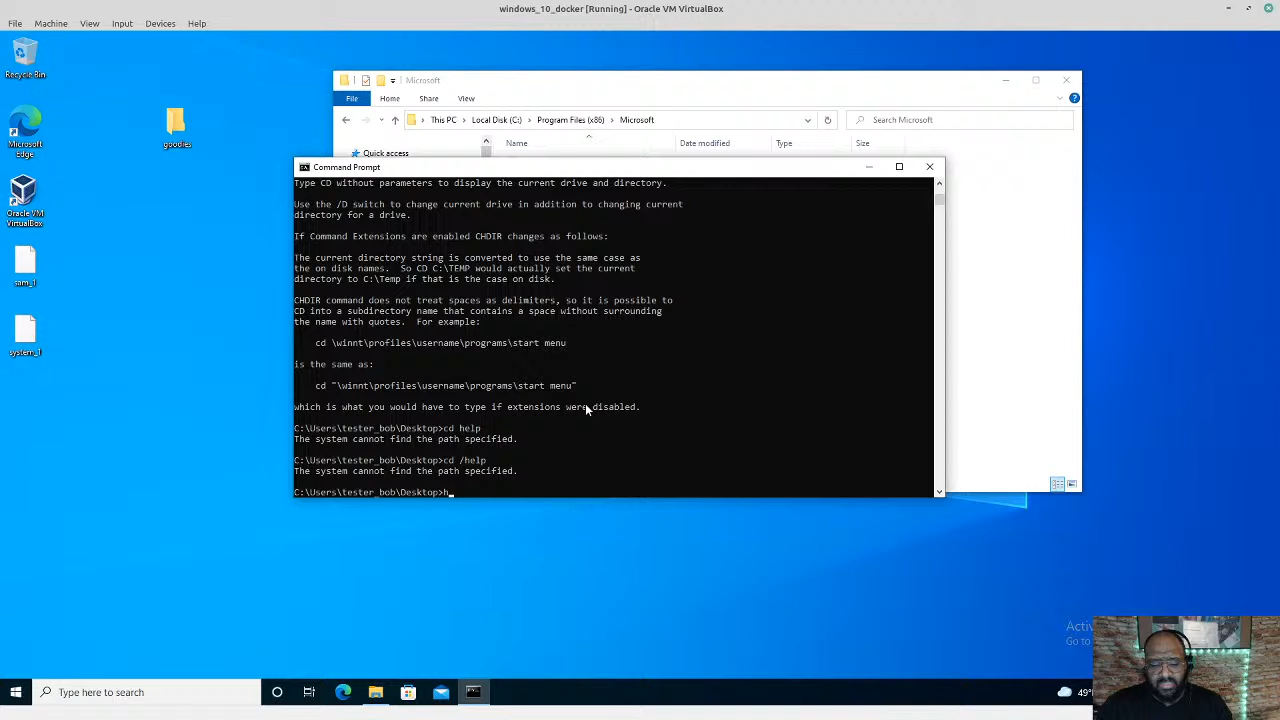 windows_10_docker [Running] - Oracle VM VirtualBox
File Machine View Input Devices Help
Recycle Bin
Microsoft Edge
goodies
Oracle VM VirtualBox
sam_1
system_1
Microsoft
File Home Share View
This PC Local Disk (C:) Program Files (x86) Microsoft
Search Microsoft
Quick access
Name Date modified Type Size
Command Prompt
Type CD without parameters to display the current drive and directory.
Use the /D switch to change current drive in addition to changing current
directory for a drive.
If Command Extensions are enabled CHDIR changes as follows:
The current directory string is converted to use the same case as
the on disk names.  So CD C:\TEMP would actually set the current
directory to C:\Temp if that is the case on disk.
CHDIR command does not treat spaces as delimiters, so it is possible to
CD into a subdirectory name that contains a space without surrounding
the name with quotes.  For example:
cd \winnt\profiles\username\programs\start menu
is the same as:
cd "\winnt\profiles\username\programs\start menu"
which is what you would have to type if extensions were disabled.
C:\Users\tester_bob\Desktop>cd help
The system cannot find the path specified.
C:\Users\tester_bob\Desktop>cd /help
The system cannot find the path specified.
C:\Users\tester_bob\Desktop>h_
Activ
Go to
Type here to search
49°